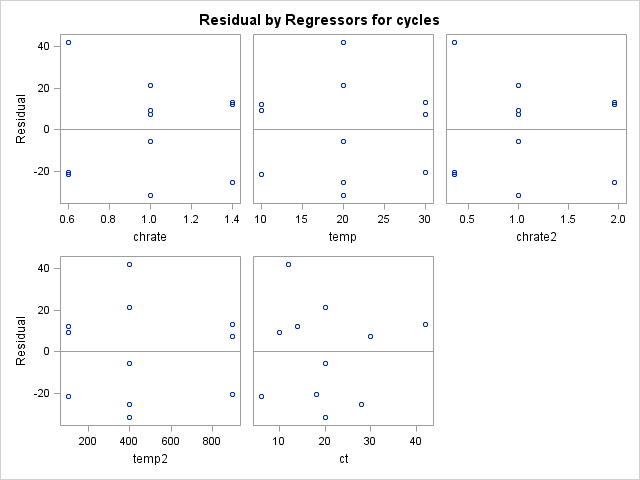 Residual by Regressors for cycles
Residual
40
20
0
-20
0.6 0.8 1.0 1.2 1.4
10 15 20 25 30
0.5 1.0 1.5 2.0
chrate
temp
chrate2
Residual
40
20
0
-20
200 400 600 800
10 20 30 40
temp2
ct